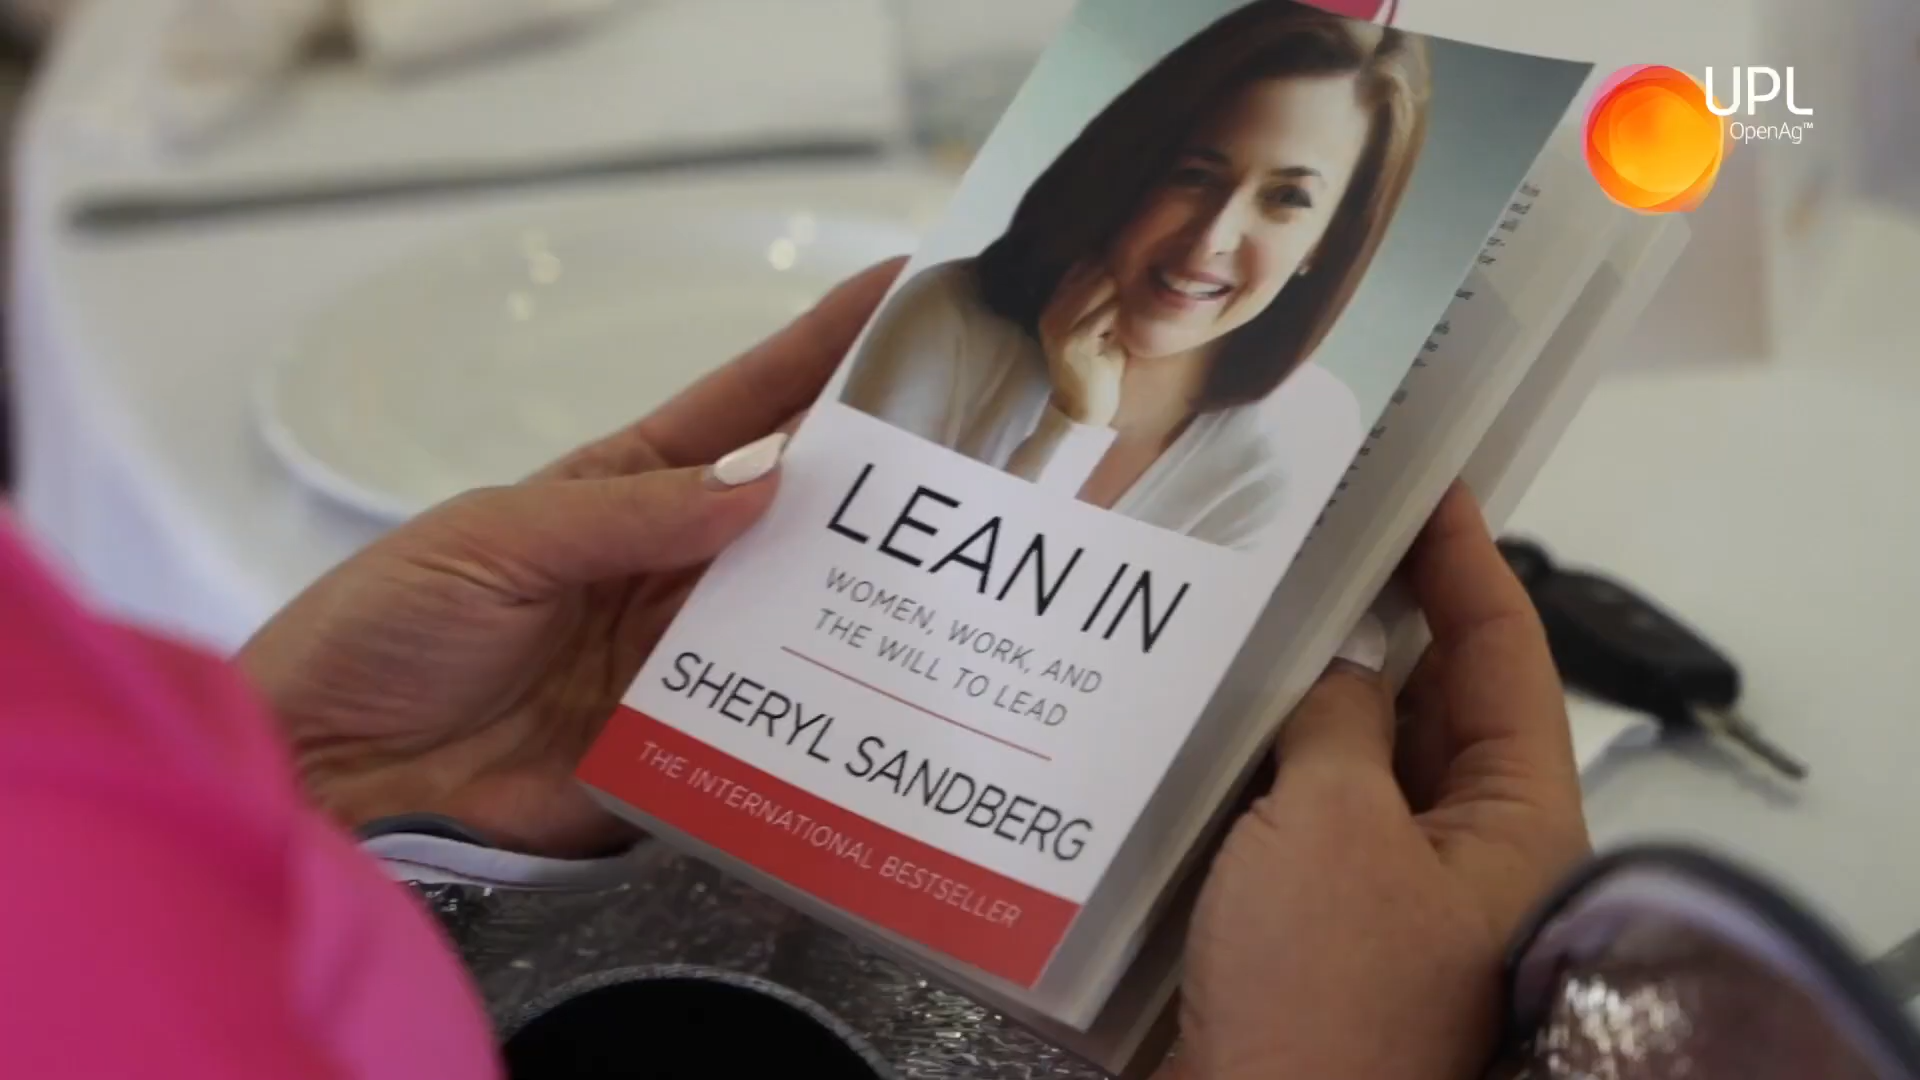 UPL
OpenAg™
LEAN IN
WOMEN, WORK, AND
THE WILL TO LEAD
SHERYL SANDBERG
THE INTERNATIONAL BESTSELLER